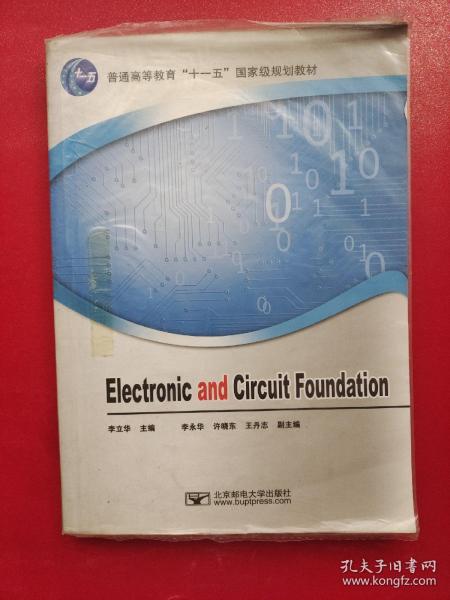 十一五
普通高等教育“十一五”国家级规划教材
Electronic and Circuit Foundation
李立华 主编 李永华 许晓东 王丹志 副主编
北京邮电大学出版社
www.buptpress.com
孔夫子旧书网
www.kongfz.com